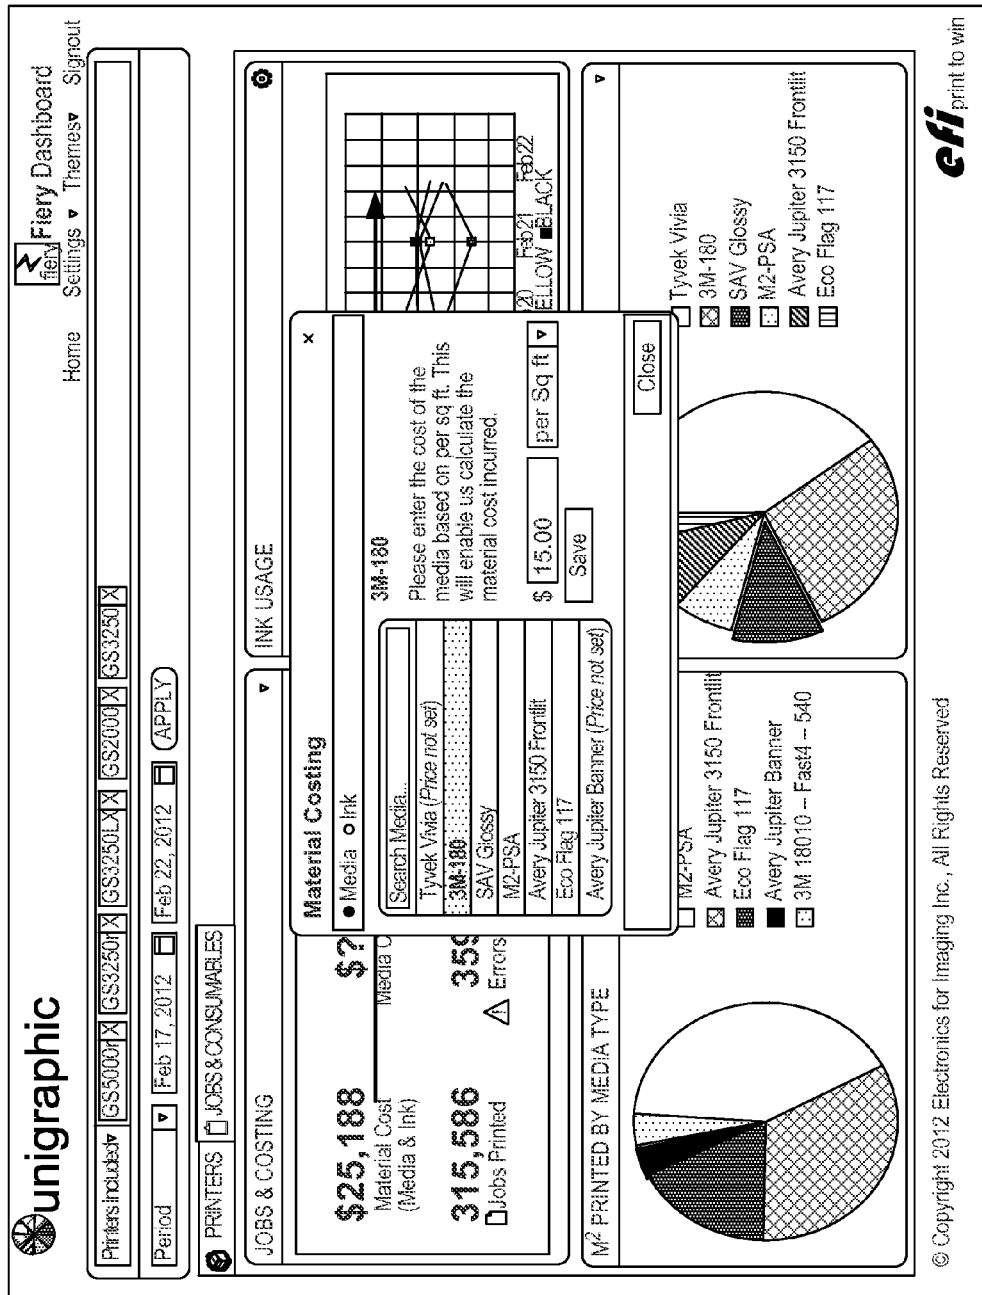 unigraphic
fiery Fiery Dashboard
Home Settings Themes Signout
Printers included GS5000r X GS3250r X GS3250LX X GS2000 X GS3250 X
Period Feb 17, 2012 Feb 22, 2012 APPLY
PRINTERS JOBS & CONSUMABLES
JOBS & COSTING
$25,188
Material Cost
(Media & Ink)
$?
Media C
315,586
Jobs Printed
359
Errors
INK USAGE
20 Feb21 Feb22
ELLOW BLACK
Material Costing
x
Media Ink
Search Media...
Tyvek Vivia (Price not set)
3M-180
SAV Glossy
M2-PSA
Avery Jupiter 3150 Frontlit
Eco Flag 117
Avery Jupiter Banner (Price not set)
3M-180
Please enter the cost of the
media based on per sq ft. This
will enable us calculate the
material cost incurred.
$ 15.00 per Sq ft
Save
Close
M² PRINTED BY MEDIA TYPE
M2-PSA
Avery Jupiter 3150 Frontlit
Eco Flag 117
Avery Jupiter Banner
3M 18010 – Fast4 – 540
Tyvek Vivia
3M-180
SAV Glossy
M2-PSA
Avery Jupiter 3150 Frontlit
Eco Flag 117
© Copyright 2012 Electronics for Imaging Inc., All Rights Reserved
efi print to win